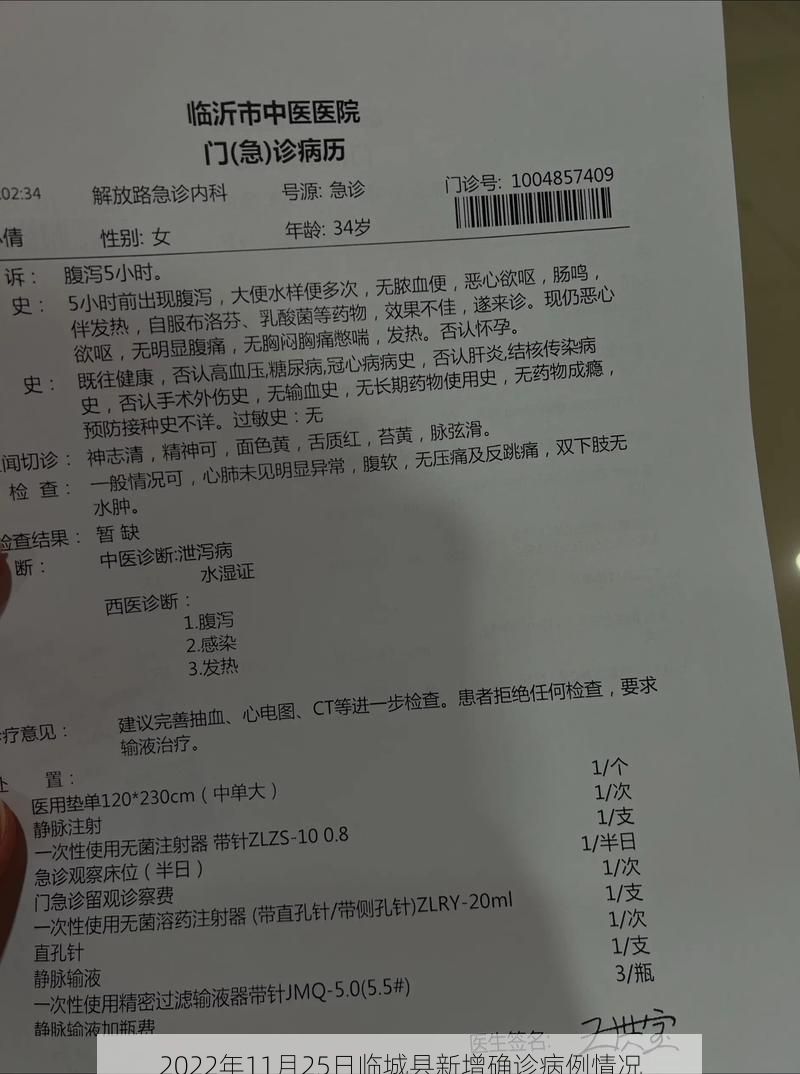 临沂市中医医院
门(急)诊病历
:02:34 解放路急诊内科 号源: 急诊 门诊号: 1004857409
倩 性别: 女 年龄: 34岁
诉： 腹泻5小时。
史： 5小时前出现腹泻，大便水样便多次，无脓血便，恶心欲呕，肠鸣，
伴发热，自服布洛芬、乳酸菌等药物，效果不佳，遂来诊。现仍恶心
欲呕，无明显腹痛，无胸闷胸痛憋喘，发热。否认怀孕。
史： 既往健康，否认高血压,糖尿病,冠心病病史，否认肝炎,结核传染病
史，否认手术外伤史，无输血史，无长期药物使用史，无药物成瘾，
预防接种史不详。过敏史：无
闻切诊： 神志清，精神可，面色黄，舌质红，苔黄，脉弦滑。
检 查： 一般情况可，心肺未见明显异常，腹软，无压痛及反跳痛，双下肢无
水肿。
检查结果： 暂 缺
断： 中医诊断:泄泻病
水湿证
西医诊断：
1.腹泻
2.感染
3.发热
疗意见： 建议完善抽血、心电图、CT等进一步检查。患者拒绝任何检查，要求
输液治疗。
处 置：
医用垫单120*230cm（中单大） 1/个
静脉注射 1/次
一次性使用无菌注射器 带针ZLZS-10 0.8 1/支
急诊观察床位（半日） 1/半日
门急诊留观诊察费 1/次
一次性使用无菌溶药注射器 (带直孔针/带侧孔针)ZLRY-20ml 1/支
直孔针
静脉输液 1/次
一次性使用精密过滤输液器带针JMQ-5.0(5.5#) 1/支
静脉输液加瓶费 3/瓶
医生签名:
2022年11月25日临城县新增确诊病例情况